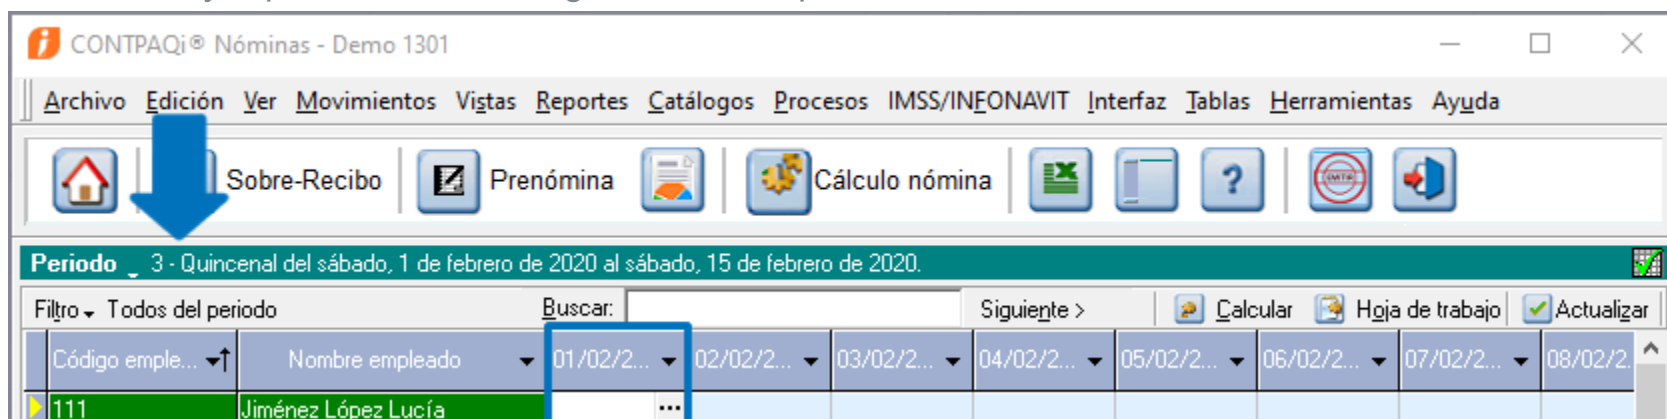 CONTPAQi® Nóminas - Demo 1301
Archivo Edición Ver Movimientos Vistas Reportes Catálogos Procesos IMSS/INFONAVIT Interfaz Tablas Herramientas Ayuda
Sobre-Recibo Prenómina Cálculo nómina EMITIR
Periodo 3 - Quincenal del sábado, 1 de febrero de 2020 al sábado, 15 de febrero de 2020.
Filtro Todos del periodo Buscar: Siguiente > Calcular Hoja de trabajo Actualizar
Código emple... Nombre empleado 01/02/2... 02/02/2... 03/02/2... 04/02/2... 05/02/2... 06/02/2... 07/02/2... 08/02/2.
111 Jiménez López Lucía ...